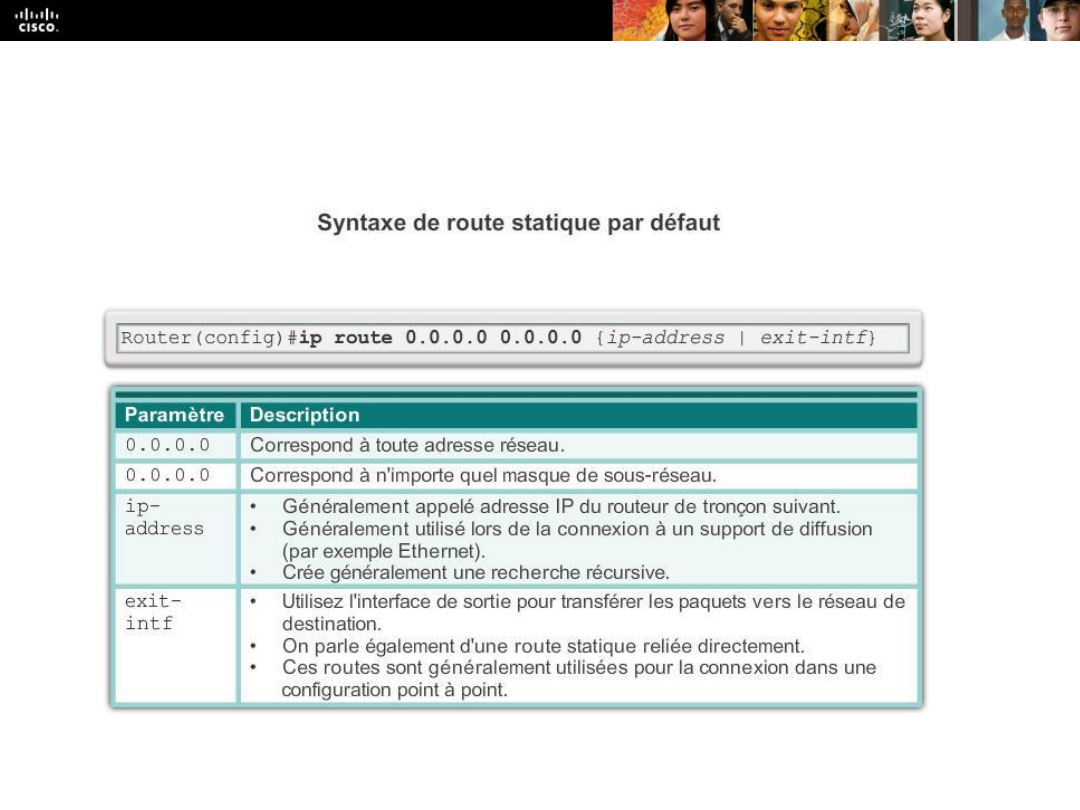 CISCO.
Syntaxe de route statique par défaut
Router(config)#ip route 0.0.0.0 0.0.0.0 {ip-address | exit-intf}
Paramètre Description
0.0.0.0 Correspond à toute adresse réseau.
0.0.0.0 Correspond à n'importe quel masque de sous-réseau.
ip-
address
• Généralement appelé adresse IP du routeur de tronçon suivant.
• Généralement utilisé lors de la connexion à un support de diffusion
(par exemple Ethernet).
• Crée généralement une recherche récursive.
exit-
intf
• Utilisez l'interface de sortie pour transférer les paquets vers le réseau de
destination.
• On parle également d'une route statique reliée directement.
• Ces routes sont généralement utilisées pour la connexion dans une
configuration point à point.